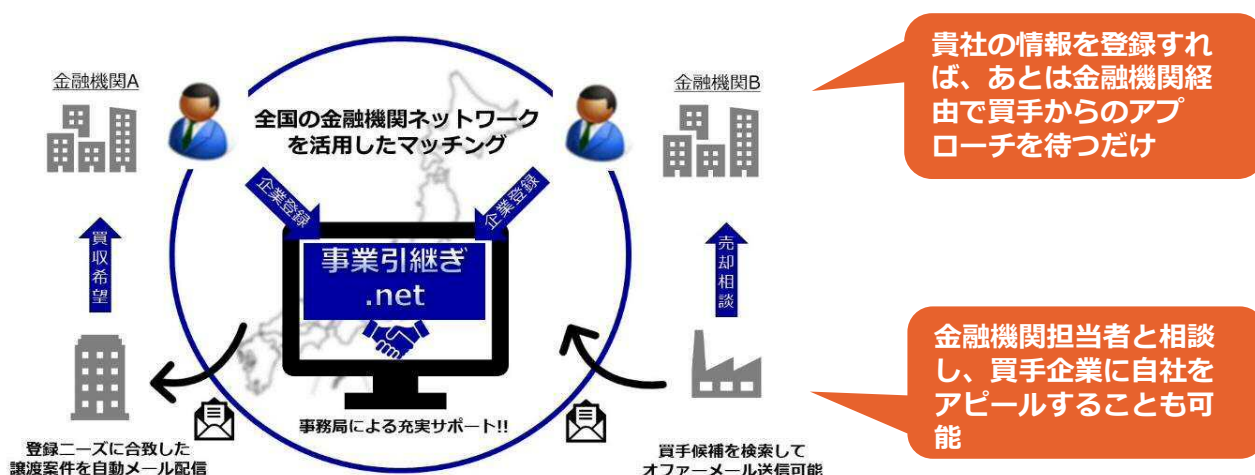 貴社の情報を登録すれ
ば、あとは金融機関経
由で買手からのアプ
ローチを待つだけ
金融機関A
金融機関B
全国の金融機関ネットワーク
を活用したマッチング
企業登録
企業登録
買収希望
売却相談
事業引継ぎ
.net
金融機関担当者と相談
し、買手企業に自社を
アピールすることも可
能
事務局による充実サポート!!
登録ニーズに合致した
譲渡案件を自動メール配信
買手候補を検索して
オファーメール送信可能